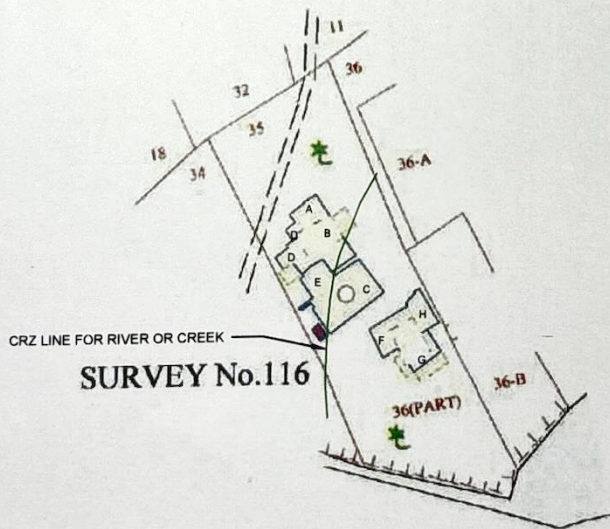 11
36
32
35
18
34
36-A
A
B
D
D
E
C
H
F
G
CRZ LINE FOR RIVER OR CREEK
SURVEY No.116
36-B
36(PART)